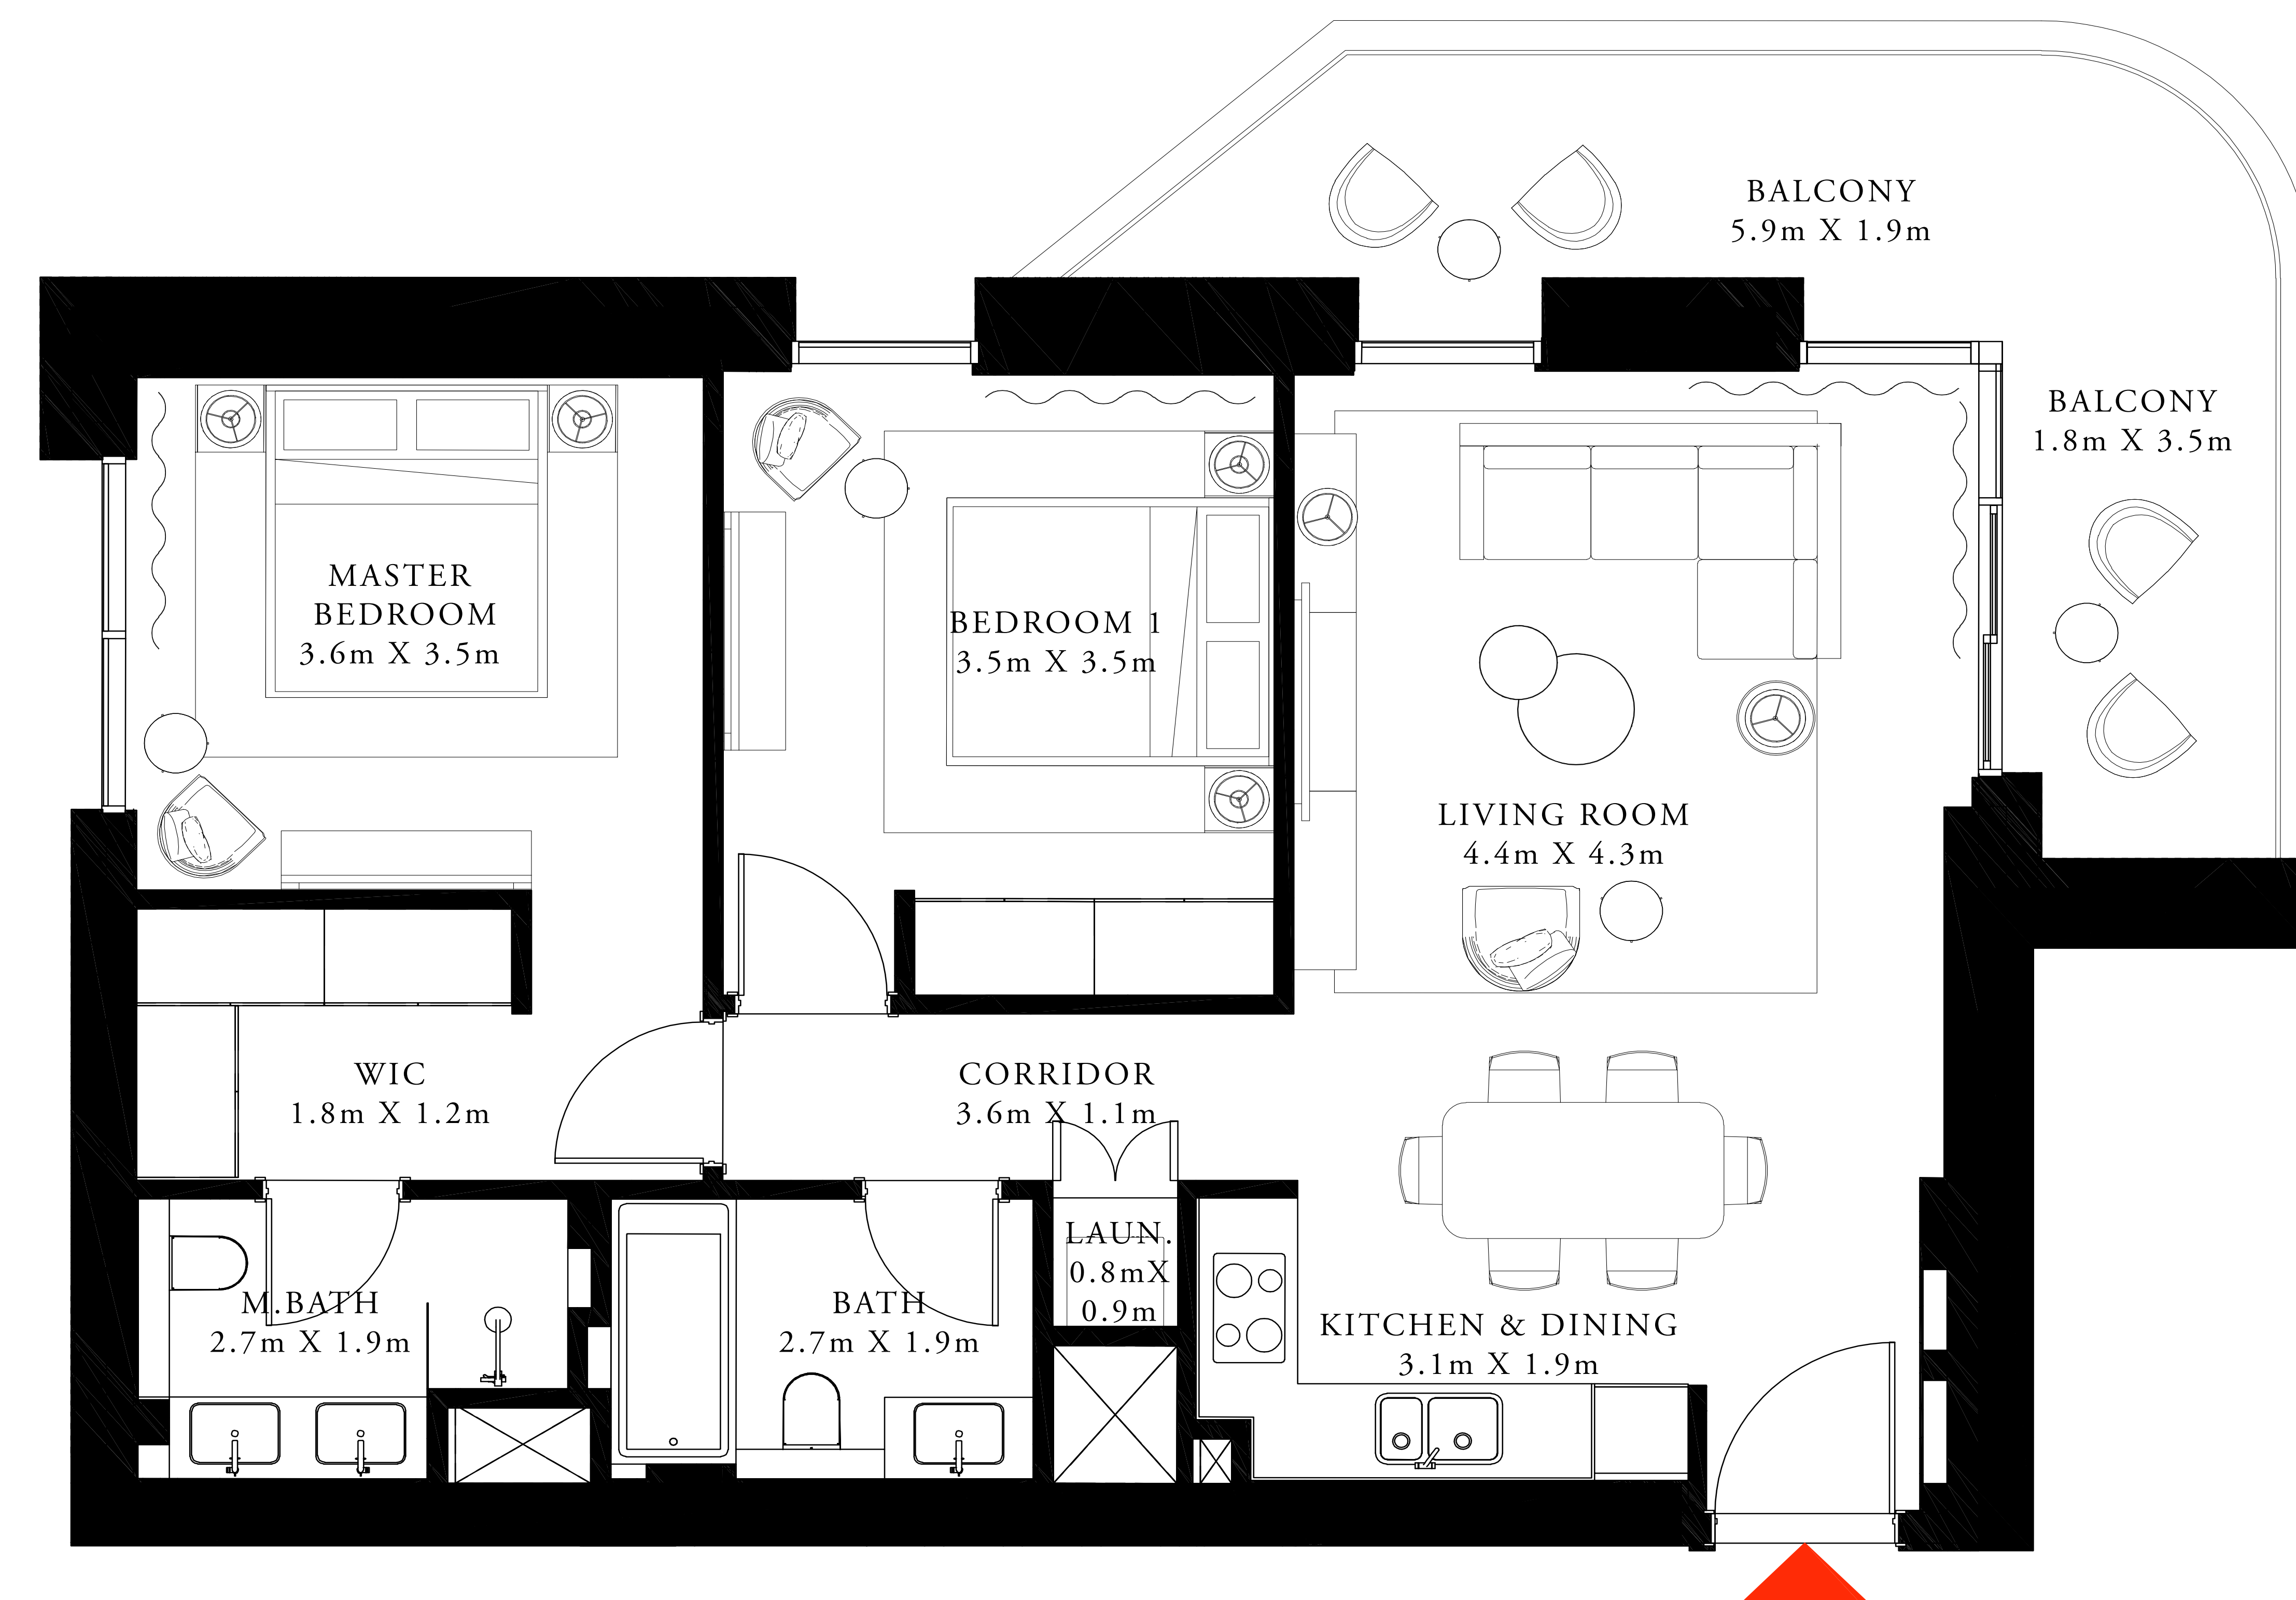 BALCONY
5.9m X 1.9m
BALCONY
1.8m X 3.5m
MASTER
BEDROOM
3.6m X 3.5m
BEDROOM 1
3.5m X 3.5m
LIVING ROOM
4.4m X 4.3m
WIC
1.8m X 1.2m
CORRIDOR
3.6m X 1.1m
LAUN.
0.8mX
0.9m
M.BATH
2.7m X 1.9m
BATH
2.7m X 1.9m
KITCHEN & DINING
3.1m X 1.9m